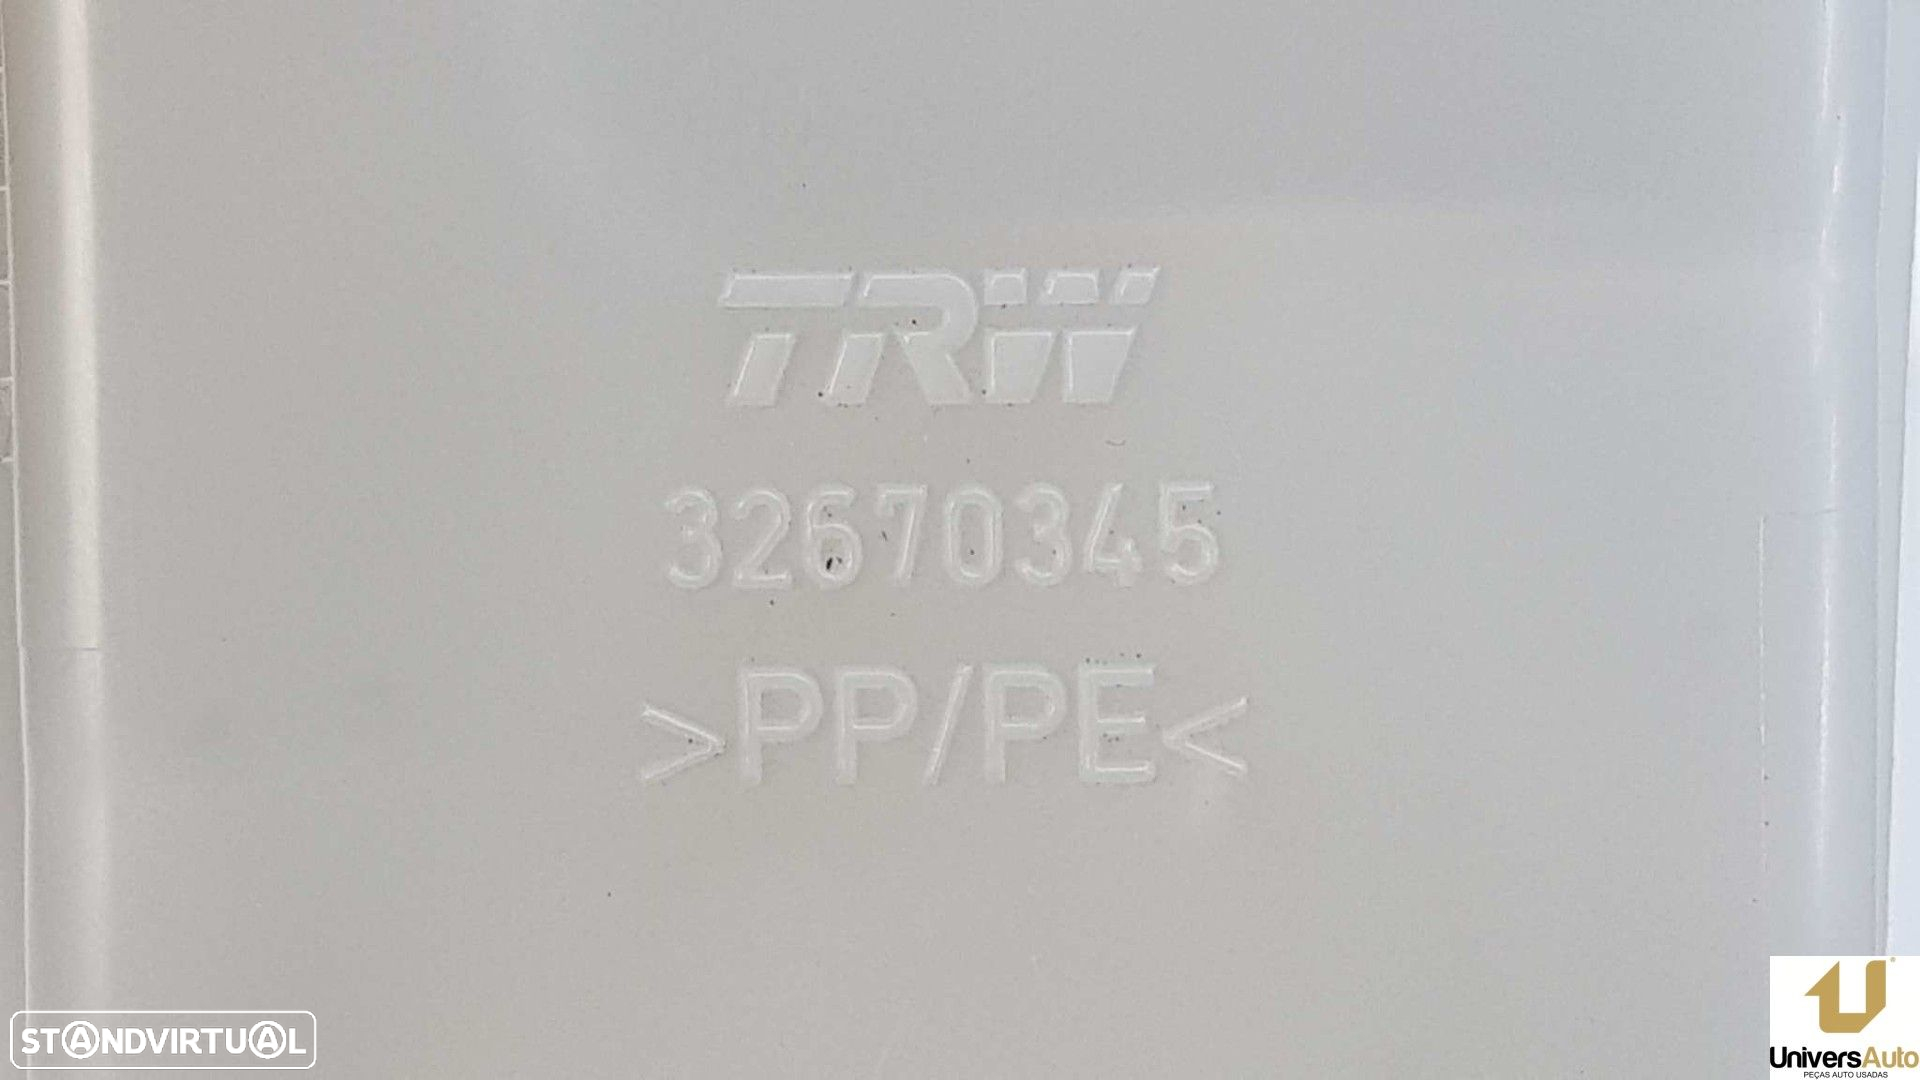 TRW
32670345
>PP/PE<
STANDVIRTUAL
UniversAuto
PEÇAS AUTO USADAS